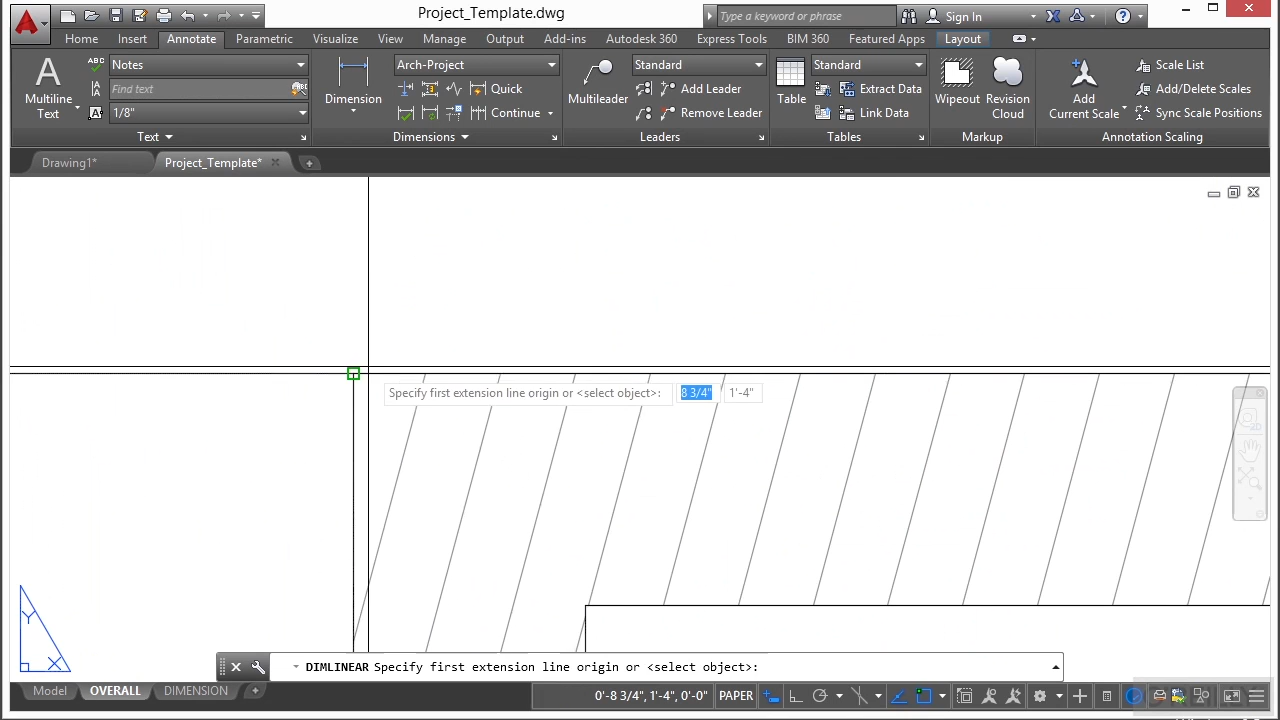 Project_Template.dwg
Type a keyword or phrase
Sign In
Home Insert Annotate Parametric Visualize View Manage Output Add-ins Autodesk 360 Express Tools BIM 360 Featured Apps Layout
A
Multiline
Text
ABC
Notes
Find text
1/8"
Text
Dimension
Arch-Project
Quick
Continue
Dimensions
Multileader
Standard
Add Leader
Remove Leader
Leaders
Table
Standard
Extract Data
Link Data
Tables
Wipeout
Revision
Cloud
Markup
Add
Current Scale
Scale List
Add/Delete Scales
Sync Scale Positions
Annotation Scaling
Drawing1*
Project_Template*
Specify first extension line origin or <select object>: 8 3/4" 1'-4"
Y
X
DIMLINEAR Specify first extension line origin or <select object>:
Model OVERALL DIMENSION
0'-8 3/4", 1'-4", 0'-0" PAPER